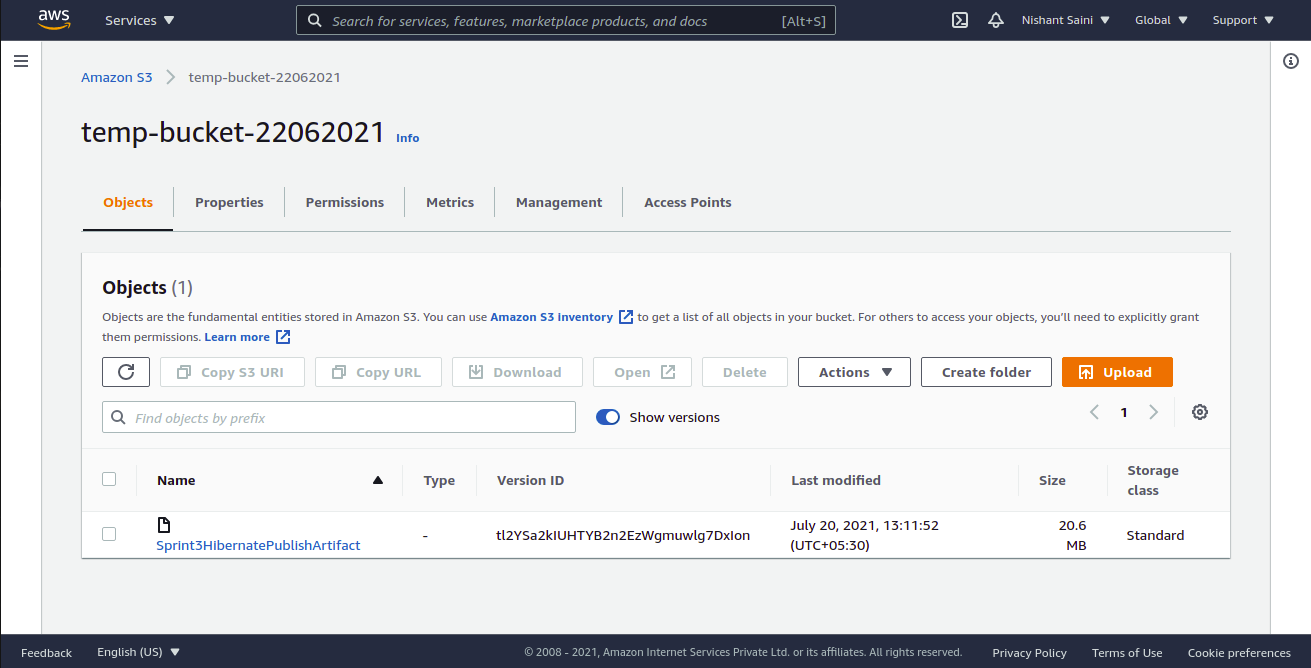 aws Services Search for services, features, marketplace products, and docs [Alt+S] Nishant Saini Global Support
Amazon S3 temp-bucket-22062021
temp-bucket-22062021 Info
Objects Properties Permissions Metrics Management Access Points
Objects (1)
Objects are the fundamental entities stored in Amazon S3. You can use Amazon S3 inventory to get a list of all objects in your bucket. For others to access your objects, you'll need to explicitly grant
them permissions. Learn more
Copy S3 URI Copy URL Download Open Delete Actions Create folder Upload
Find objects by prefix Show versions 1
Name Type Version ID Last modified Size Storage
class
Sprint3HibernatePublishArtifact - tl2YSa2kIUHTYB2n2EzWgmuwlg7DxIon July 20, 2021, 13:11:52
(UTC+05:30) 20.6
MB Standard
Feedback English (US) © 2008 - 2021, Amazon Internet Services Private Ltd. or its affiliates. All rights reserved. Privacy Policy Terms of Use Cookie preferences